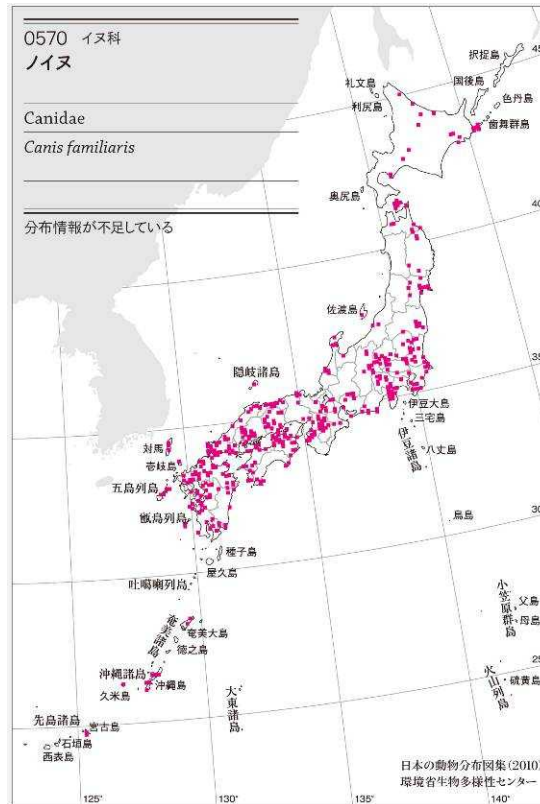 0570 イヌ科
ノイヌ
Canidae
Canis familiaris
分布情報が不足している
択捉島
国後島
色丹島
歯舞群島
礼文島
利尻島
奥尻島
佐渡島
隠岐諸島
対馬
壱岐島
五島列島
甑島列島
種子島
屋久島
吐噶喇列島
奄美諸島
奄美大島
徳之島
沖縄諸島
沖縄島
久米島
先島諸島
宮古島
石垣島
西表島
大東諸島
伊豆大島
三宅島
伊豆諸島
八丈島
鳥島
小笠原群島
父島
母島
火山列島
硫黄島
45
40
35
30
25
125°
130°
135°
140°
日本の動物分布図集(2010)
環境省生物多様性センター